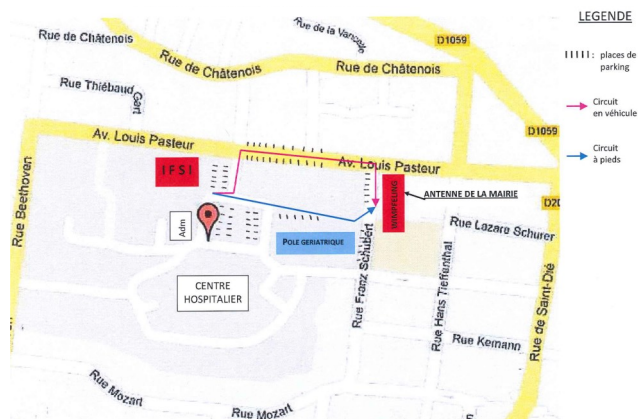 LEGENDE
: places de
parking
Circuit
en véhicule
Circuit
à pieds
Rue de la Vancelle
Rue de Châtenois
Rue de Châtenois
Rue de Châtenois
D1059
Rue Thiébaud
Gart
D1059
Av. Louis Pasteur
Av. Louis Pasteur
I F S I
WIMPFELING
ANTENNE DE LA MAIRIE
D20
Rue Beethoven
Adm
POLE GERIATRIQUE
Rue Lazare Schurer
CENTRE
HOSPITALIER
Rue Franz Schubert
Rue Hans Tieffenthal
Rue de Saint-Dié
Rue Kemann
Rue Mozart
Rue Mozart